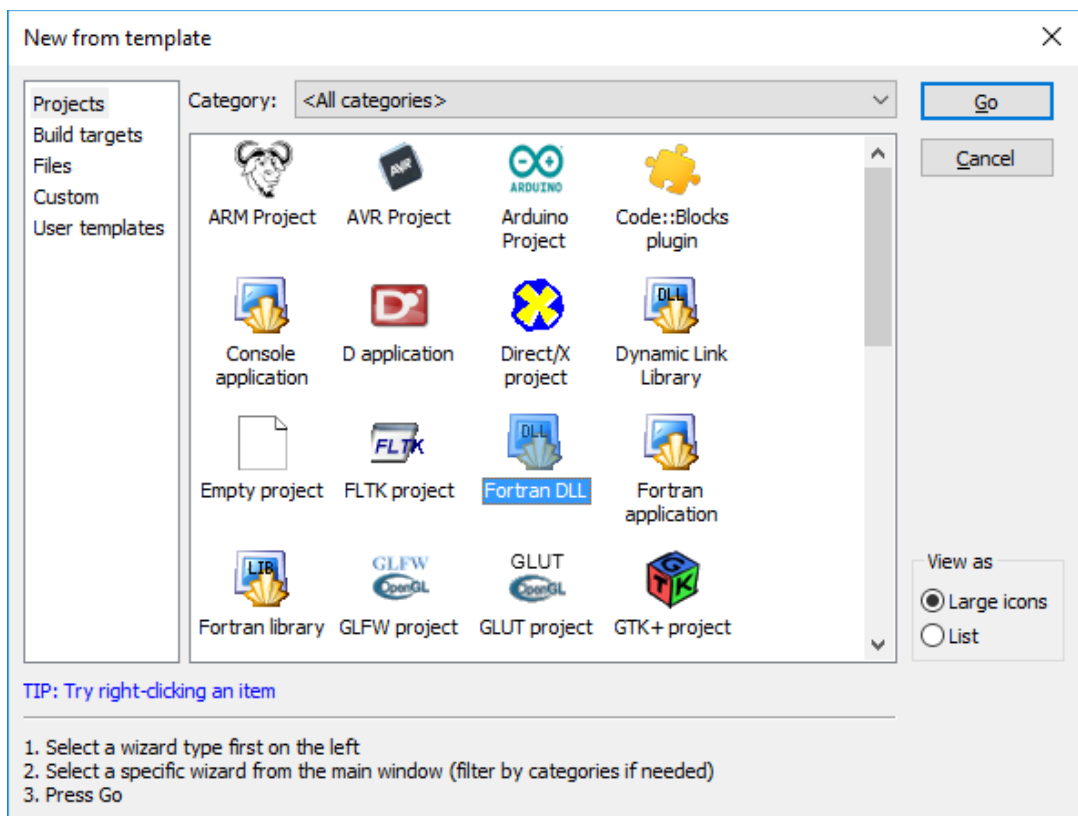 New from template
Projects
Build targets
Files
Custom
User templates
Category: <All categories>
Go
Cancel
AVR
ARDUINO
ARM Project AVR Project Arduino Code::Blocks
Project plugin
D
DLL
Console D application Direct/X Dynamic Link
application project Library
FLTK
DLL
Empty project FLTK project Fortran DLL Fortran
application
LIB
GLFW
OpenGL
GLUT
OpenGL
GTK
Fortran library GLFW project GLUT project GTK+ project
View as
Large icons
List
TIP: Try right-clicking an item
1. Select a wizard type first on the left
2. Select a specific wizard from the main window (filter by categories if needed)
3. Press Go